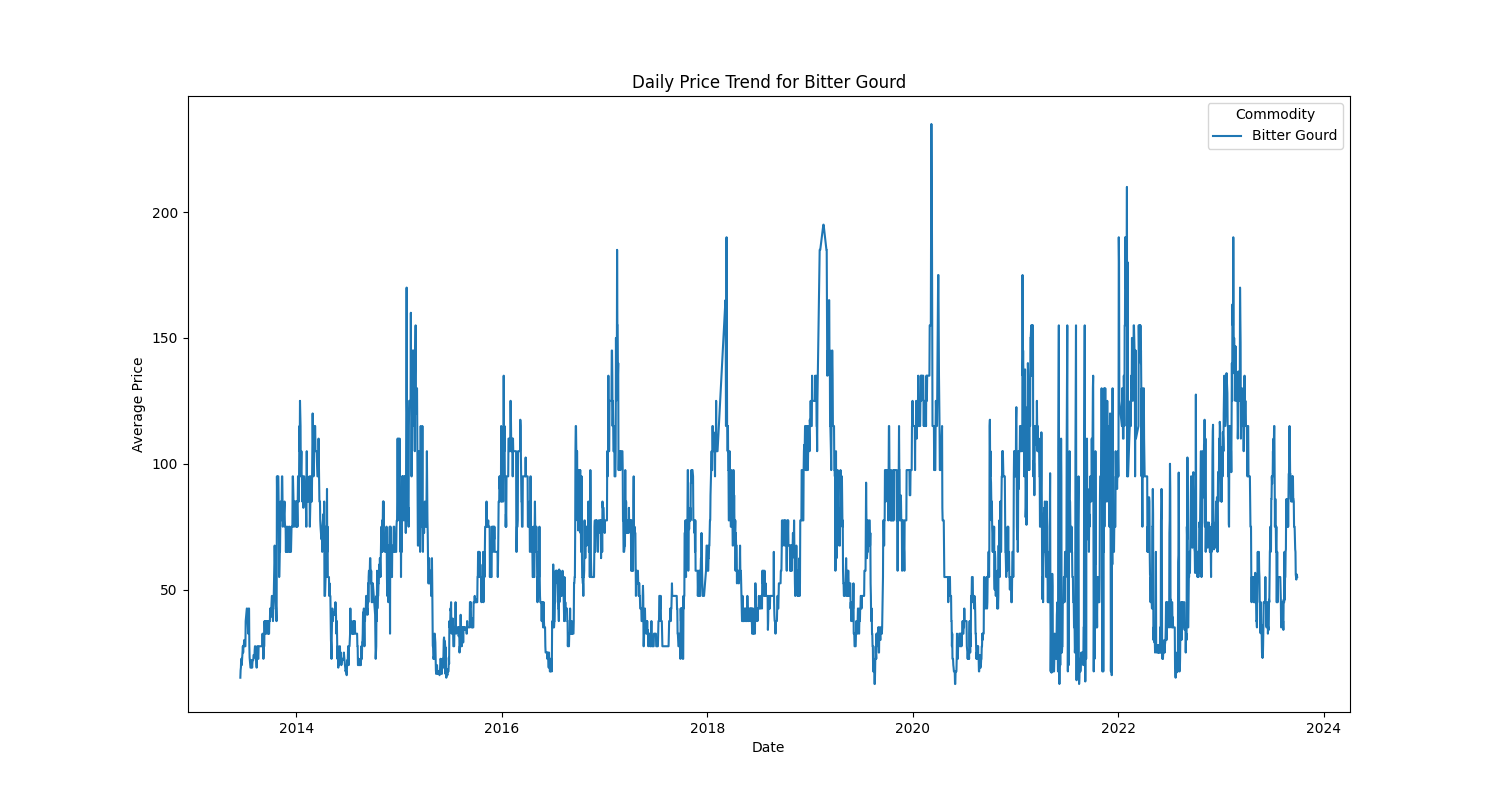 Daily Price Trend for Bitter Gourd
Commodity
Bitter Gourd
Average Price
200
150
100
50
2014
2016
2018
2020
2022
2024
Date